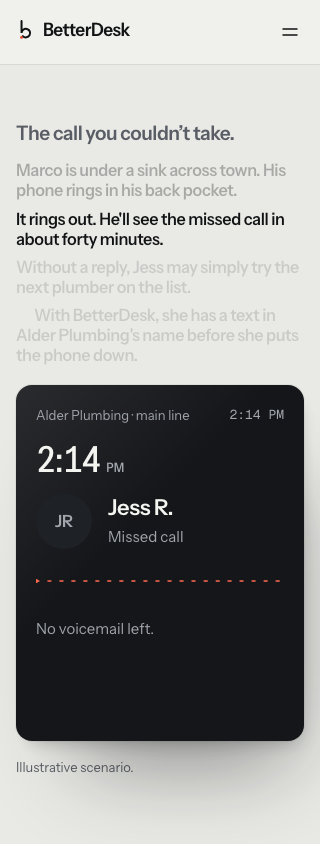 BetterDesk
The call you couldn’t take.
Marco is under a sink across town. His
phone rings in his back pocket.
It rings out. He'll see the missed call in
about forty minutes.
Without a reply, Jess may simply try the
next plumber on the list.
With BetterDesk, she has a text in
Alder Plumbing's name before she puts
the phone down.
Alder Plumbing · main line 2:14 PM
2:14 PM
JR Jess R.
Missed call
No voicemail left.
Illustrative scenario.